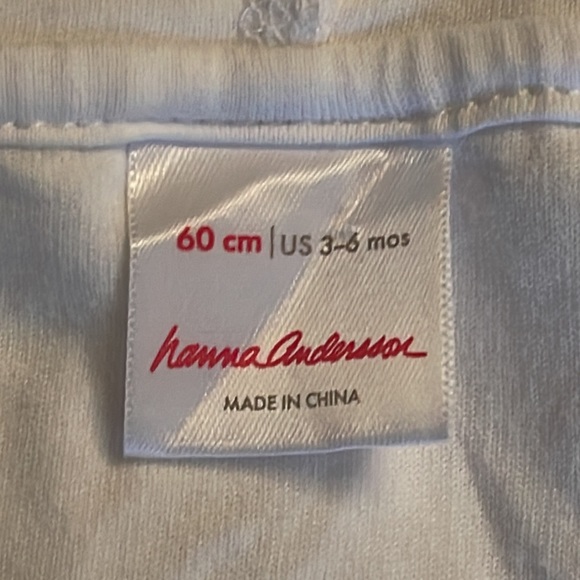 60 cm | US 3-6 mos
hanna Andersson
MADE IN CHINA